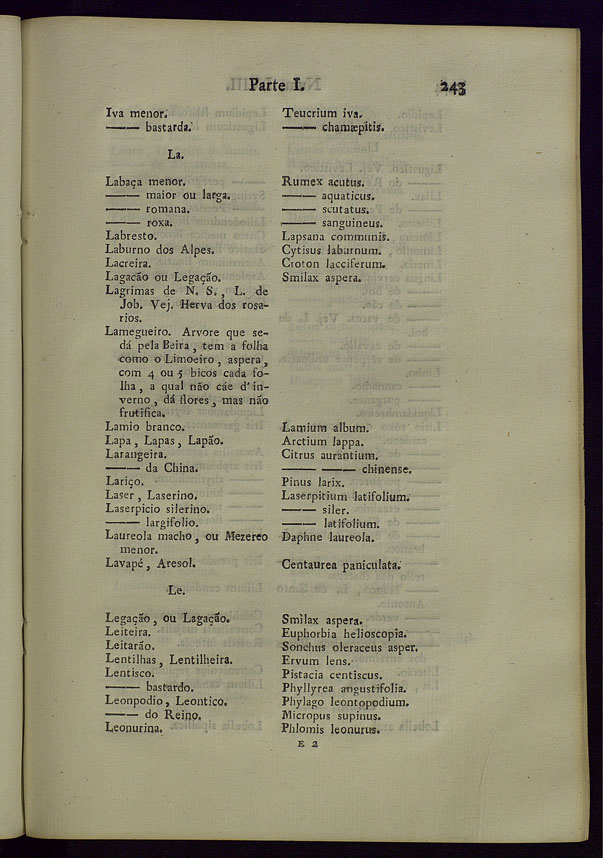 Parte I. 243
Iva menor. Teucrium iva.
—— bastarda. —— chamæpitis.
La.
Labaça menor. Rumex acutus.
—— maior ou larga. —— aquaticus.
—— romana. —— scutatus.
—— roxa. —— sanguineus.
Labresto. Lapsana communis.
Laburno dos Alpes. Cytisus laburnum.
Lacreira. Croton lacciferum.
Lagacão ou Legação. Smilax aspera.
Lagrimas de N. S., L. de
Job. Vej. Herva dos rosa-
rios.
Lamegueiro. Arvore que se-
dá pela Beira, tem a folha
como o Limoeiro, aspera,
com 4 ou 5 bicos cada fo-
lha, a qual não cáe d'in-
verno, dá flores, mas não
frutifica.
Lamio branco. Lamium album.
Lapa, Lapas, Lapão. Arctium lappa.
Larangeira. Citrus aurantium.
—— da China. —— —— chinense.
Lariço. Pinus larix.
Laser, Laserino. Laserpitium latifolium.
Laserpicio silerino. —— siler.
—— largifolio. —— latifolium.
Laureola macho, ou Mezereo Daphne laureola.
menor.
Lavapé, Aresol. Centaurea paniculata.
Le.
Legação, ou Lagação. Smilax aspera.
Leiteira. Euphorbia helioscopia.
Leitarão. Sonchus oleraceus asper.
Lentilhas, Lentilheira. Ervum lens.
Lentisco. Pistacia centiscus.
—— bastardo. Phyllyrea angustifolia.
Leonpodio, Leontico. Phylago leontopodium.
—— do Reino. Micropus supinus.
Leonurina. Phlomis leonurus.
E 2